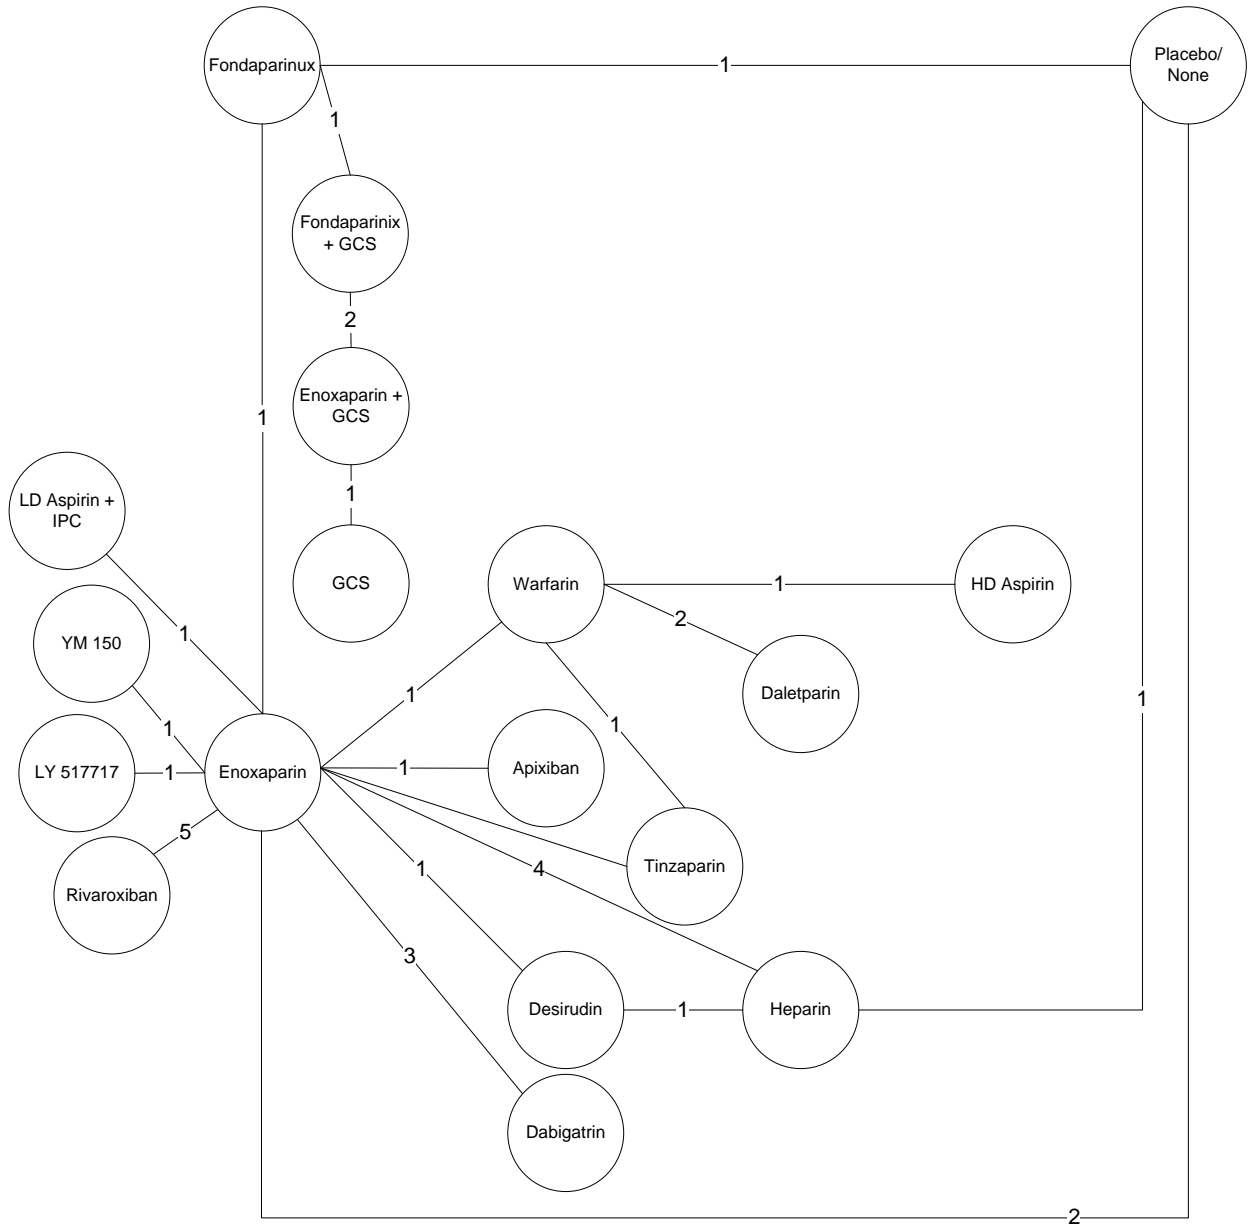 Fondaparinux
1
Placebo/
None
1
Fondaparinix
+ GCS
2
Enoxaparin +
GCS
1
1
LD Aspirin +
IPC
GCS
Warfarin
1
HD Aspirin
2
YM 150
1
Daletparin
1
1
1
1
LY 517717
1
Enoxaparin
1
Apixiban
5
Rivaroxiban
1
4
Tinzaparin
3
Desirudin
1
Heparin
Dabigatrin
2